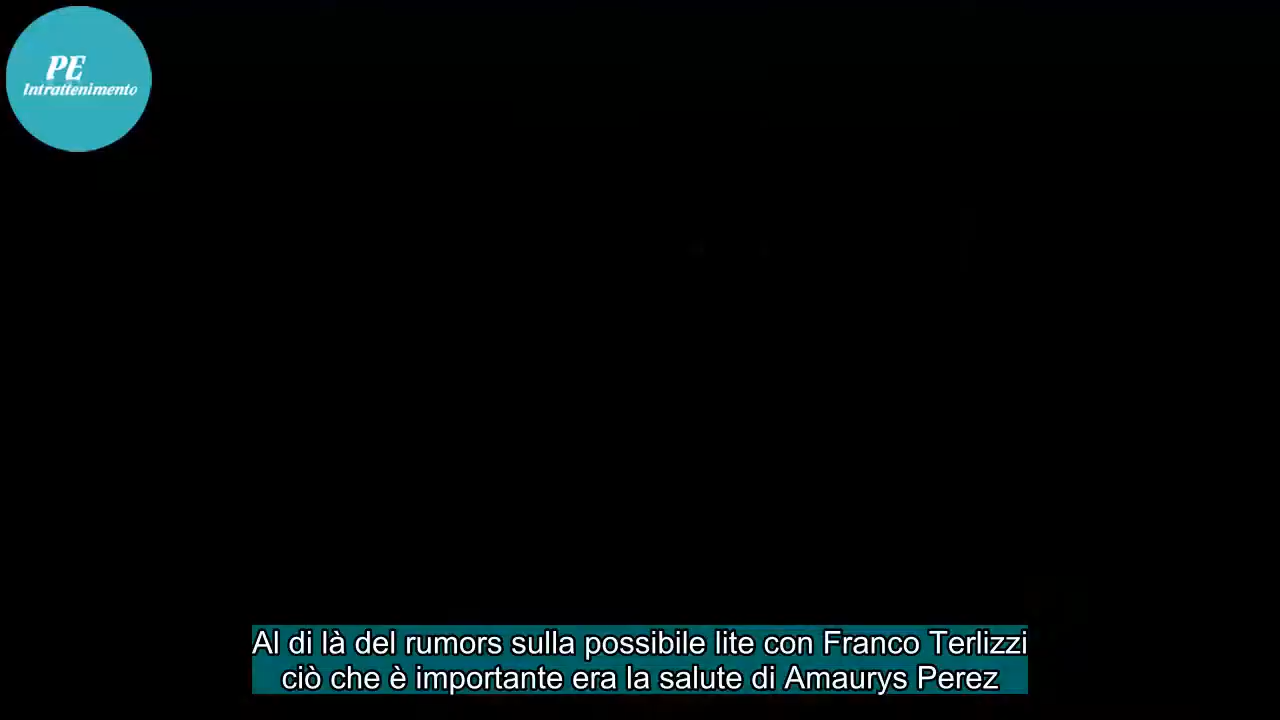 PE
Intrattenimento
Al di là del rumors sulla possibile lite con Franco Terlizzi
ciò che è importante era la salute di Amaurys Perez